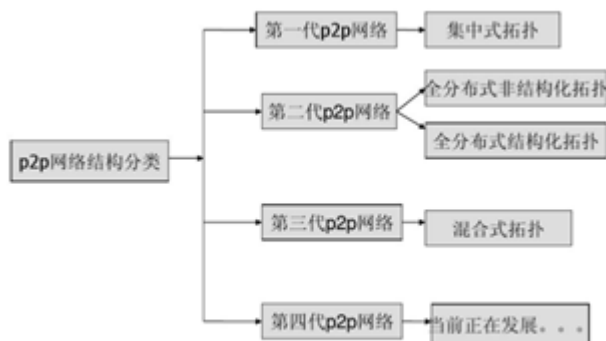 第一代p2p网络
集中式拓扑
全分布式非结构化拓扑
第二代p2p网络
全分布式结构化拓扑
p2p网络结构分类
第三代p2p网络
混合式拓扑
第四代p2p网络
当前正在发展。。。